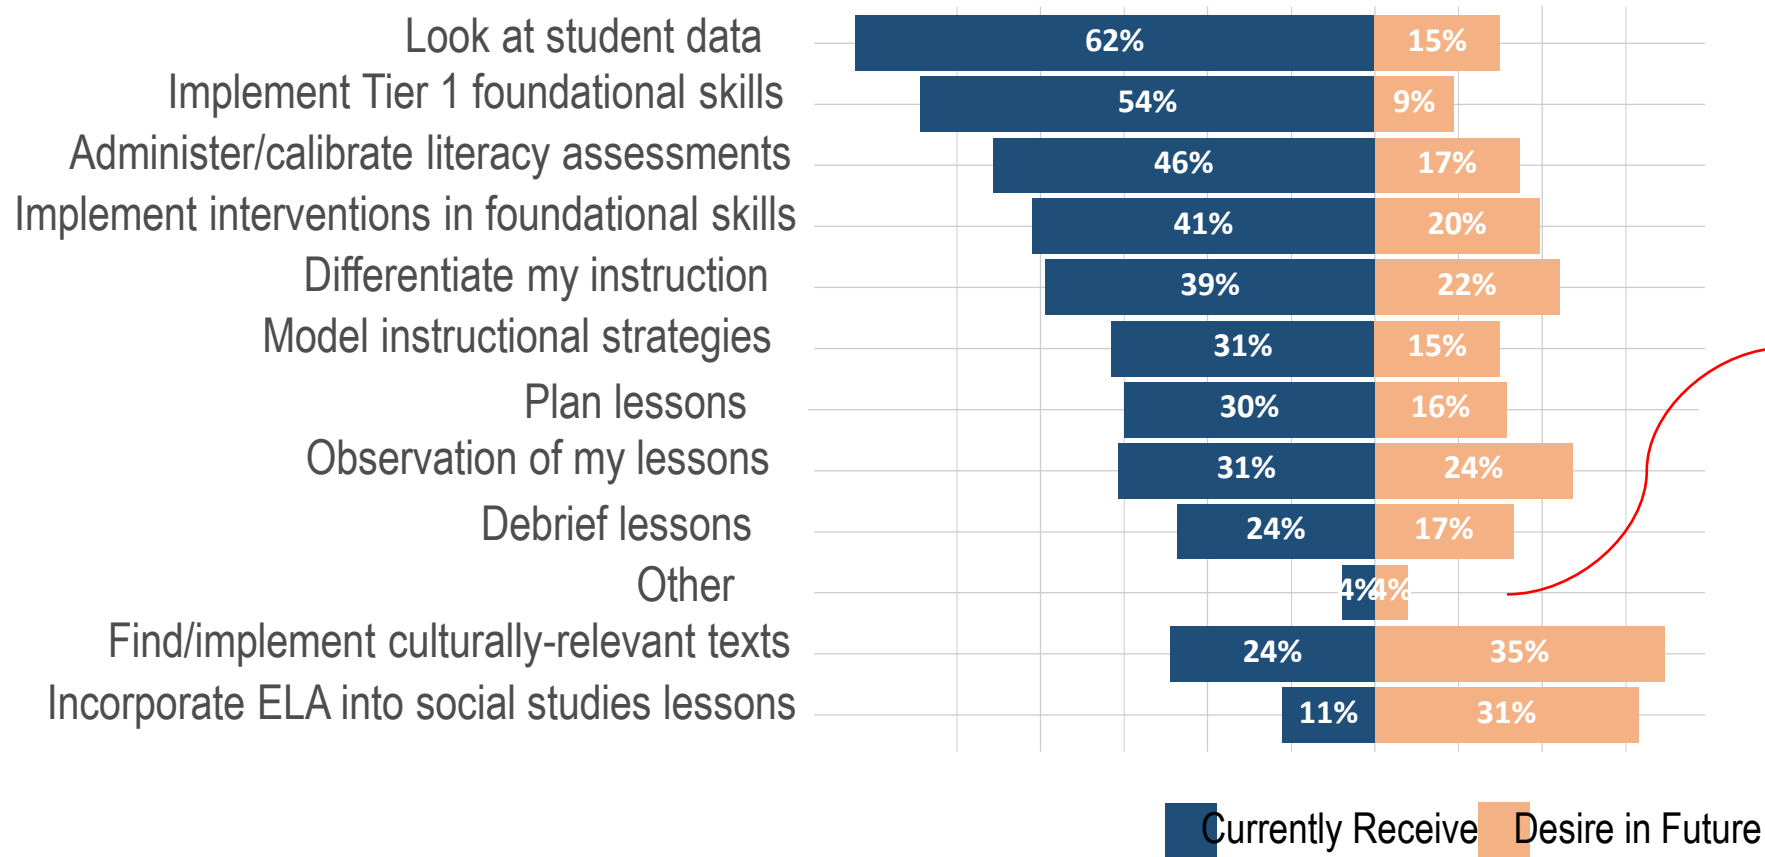 Look at student data 62% 15%
Implement Tier 1 foundational skills 54% 9%
Administer/calibrate literacy assessments 46% 17%
Implement interventions in foundational skills 41% 20%
Differentiate my instruction 39% 22%
Model instructional strategies 31% 15%
Plan lessons 30% 16%
Observation of my lessons 31% 24%
Debrief lessons 24% 17%
Other 4% 4%
Find/implement culturally-relevant texts 24% 35%
Incorporate ELA into social studies lessons 11% 31%
Currently Receive Desire in Future